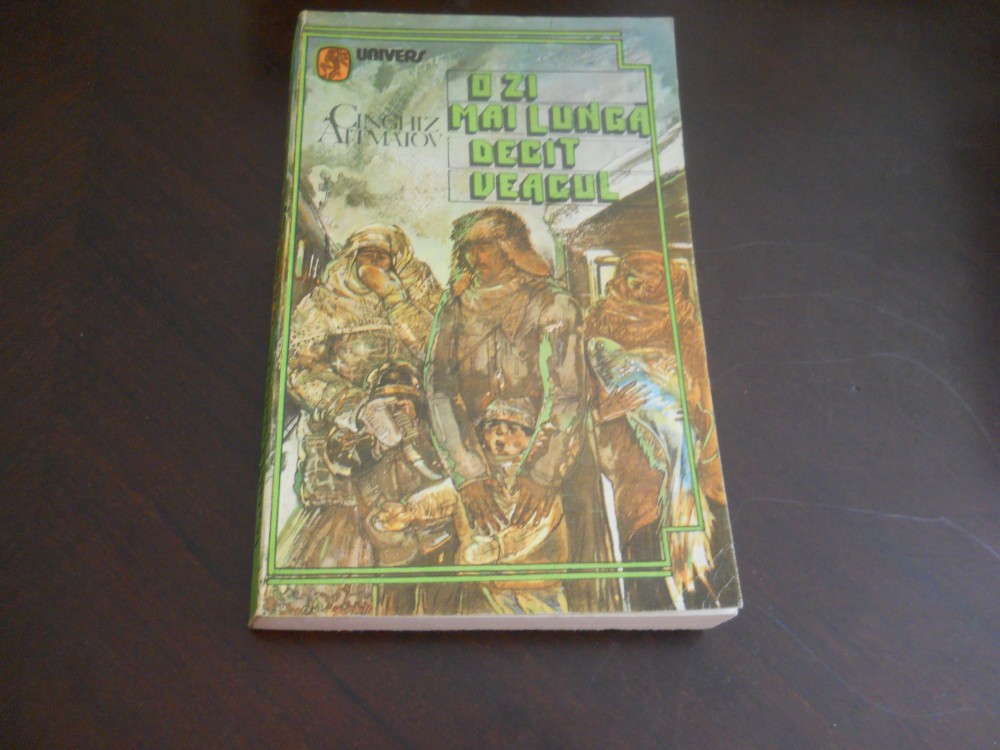 UNIVERS
CINGHIZ
AITMATOV
O ZI
MAI LUNGĂ
DECÎT
VEACUL